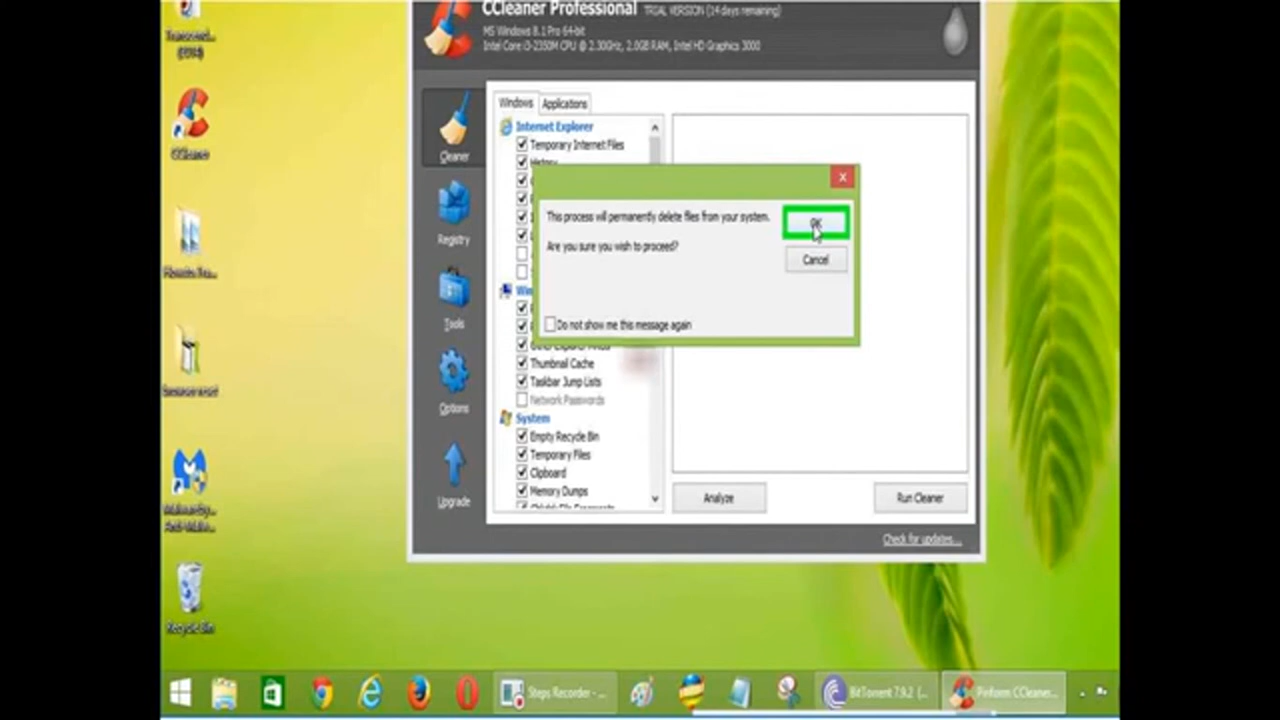 CCleaner Professional TRIAL VERSION (14 days remaining)
MS Windows 8.1 Pro 64-bit
Intel Core i3-2350M CPU @ 2.30GHz, 2.0GB RAM, Intel HD Graphics 3000
CCleaner
Recycle Bin
Cleaner
Registry
Tools
Options
Upgrade
Windows
Applications
Internet Explorer
Temporary Internet Files
History
This process will permanently delete files from your system.
Are you sure you wish to proceed?
OK
Cancel
Do not show me this message again
Thumbnail Cache
Taskbar Jump Lists
Network Passwords
System
Empty Recycle Bin
Temporary Files
Clipboard
Memory Dumps
Analyze
Run Cleaner
Check for updates...
Steps Recorder - ...
BitTorrent 7.9.2 (...
Piriform CCleaner...